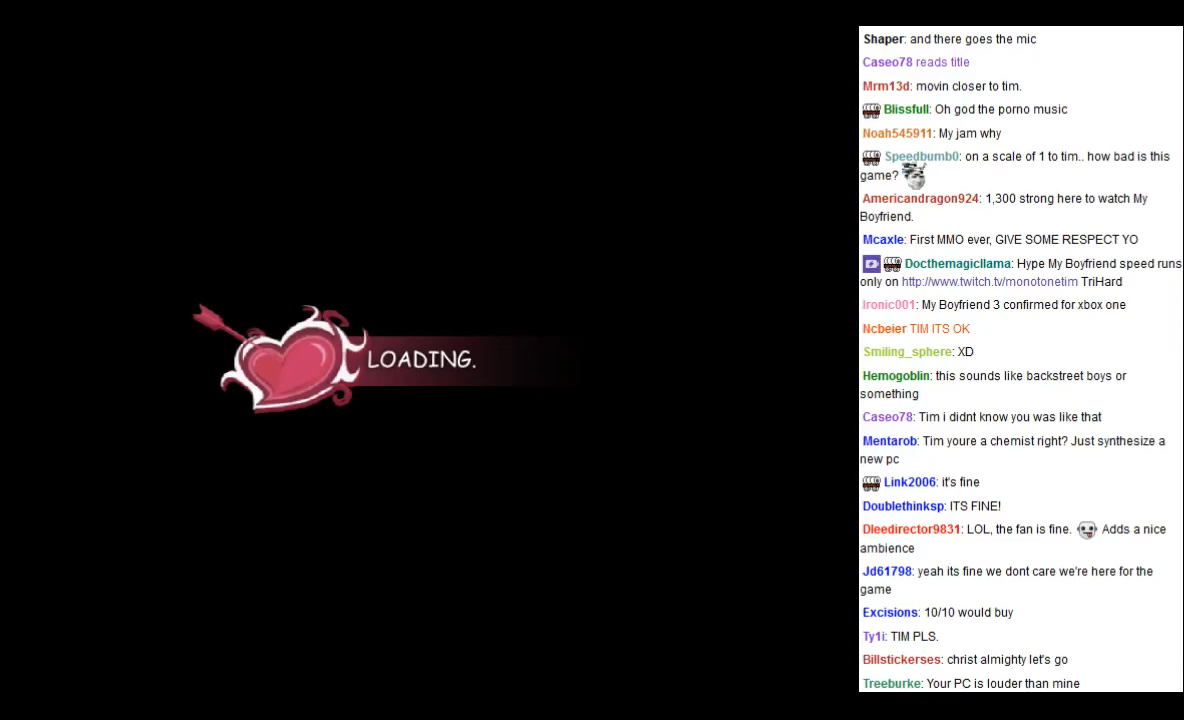 LOADING.
Shaper: and there goes the mic
Caseo78 reads title
Mrm13d: movin closer to tim.
Blissfull: Oh god the porno music
Noah545911: My jam why
Speedbumb0: on a scale of 1 to tim.. how bad is this
game?
Americandragon924: 1,300 strong here to watch My
Boyfriend.
Mcaxle: First MMO ever, GIVE SOME RESPECT YO
Docthemagicllama: Hype My Boyfriend speed runs
only on http://www.twitch.tv/monotonetim TriHard
Ironic001: My Boyfriend 3 confirmed for xbox one
Ncbeier TIM ITS OK
Smiling_sphere: XD
Hemogoblin: this sounds like backstreet boys or
something
Caseo78: Tim i didnt know you was like that
Mentarob: Tim youre a chemist right? Just synthesize a
new pc
Link2006: it's fine
Doublethinksp: ITS FINE!
Dleedirector9831: LOL, the fan is fine. Adds a nice
ambience
Jd61798: yeah its fine we dont care we're here for the
game
Excisions: 10/10 would buy
Ty1i: TIM PLS.
Billstickerses: christ almighty let's go
Treeburke: Your PC is louder than mine